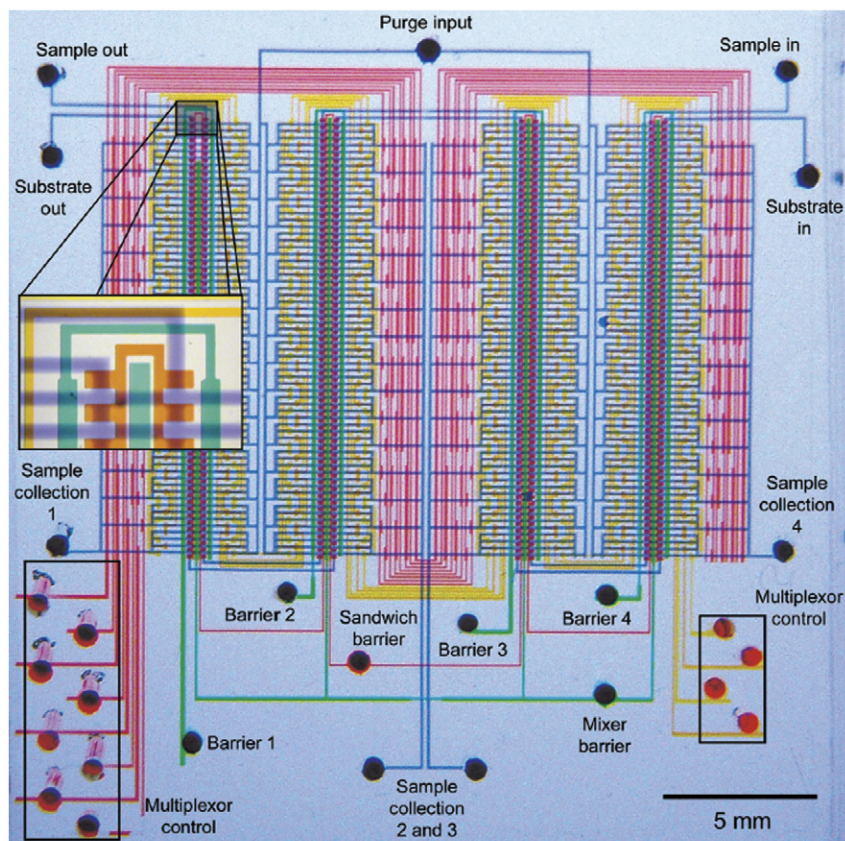 Purge input
Sample out
Sample in
Substrate
out
Substrate
in
Sample
collection
1
Sample
collection
4
Barrier 2
Sandwich
barrier
Barrier 3
Barrier 4
Multiplexor
control
Barrier 1
Mixer
barrier
Multiplexor
control
Sample
collection
2 and 3
5 mm